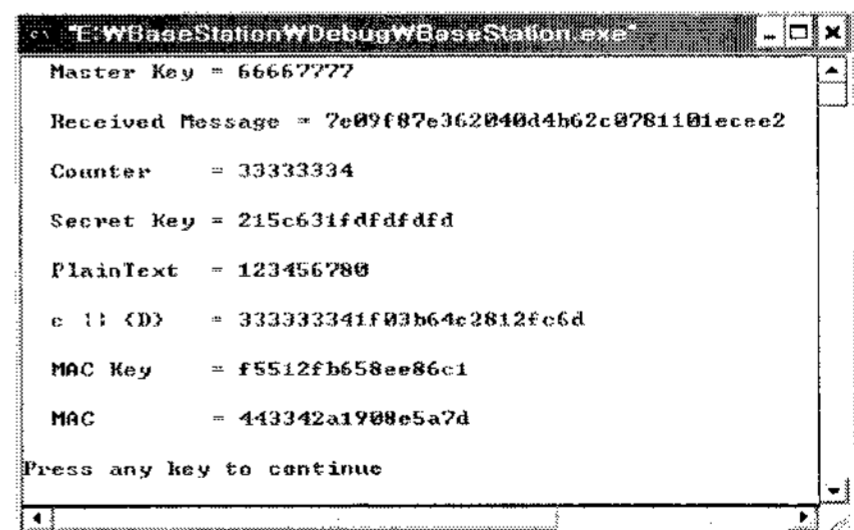 "E:₩BaseStation₩Debug₩BaseStation.exe"
Master Key = 66667777
Received Message = 7e09f87e362040d4b62c0781101ecee2
Counter = 33333334
Secret Key = 215c631fdfdfdfd
PlainText = 123456780
c || {D} = 333333341f03b64c2812fc6d
MAC Key = f5512fb658ee86c1
MAC = 443342a1908e5a7d
Press any key to continue